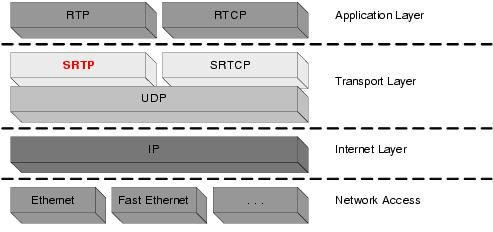 RTP RTCP Application Layer
SRTP SRTCP
Transport Layer
UDP
IP Internet Layer
Ethernet Fast Ethernet . . . Network Access